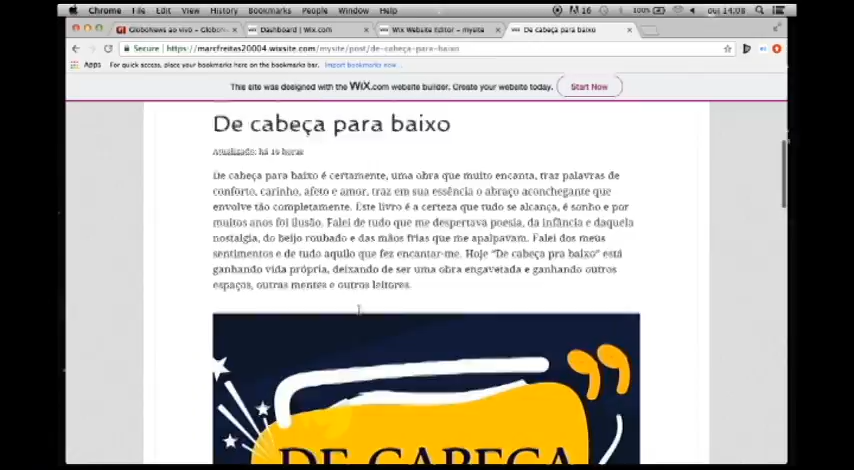 Chrome File Edit View History Bookmarks People Window Help 16 100% qui 14:08
GloboNews ao vivo – Globo Dashboard | Wix.com Wix Website Editor – mysite De cabeça para baixo
Secure https://marcfreitas20004.wixsite.com/mysite/post/de-cabeça-para-baixo
Apps For quick access, place your bookmarks here on the bookmarks bar. Import bookmarks now...
This site was designed with the WiX.com website builder. Create your website today. Start Now
De cabeça para baixo
Atualizado: há 19 horas
De cabeça para baixo é certamente, uma obra que muito encanta, traz palavras de
conforto, carinho, afeto e amor, traz em sua essência o abraço aconchegante que
envolve tão completamente. Este livro é a certeza que tudo se alcança, é sonho e por
muitos anos foi ilusão. Falei de tudo que me despertava poesia, da infância e daquela
nostalgia, do beijo roubado e das mãos frias que me apalpavam. Falei dos meus
sentimentos e de tudo aquilo que fez encantar-me. Hoje "De cabeça pra baixo" está
ganhando vida própria, deixando de ser uma obra engavetada e ganhando outros
espaços, outras mentes e outros leitores.
DE CABEÇA